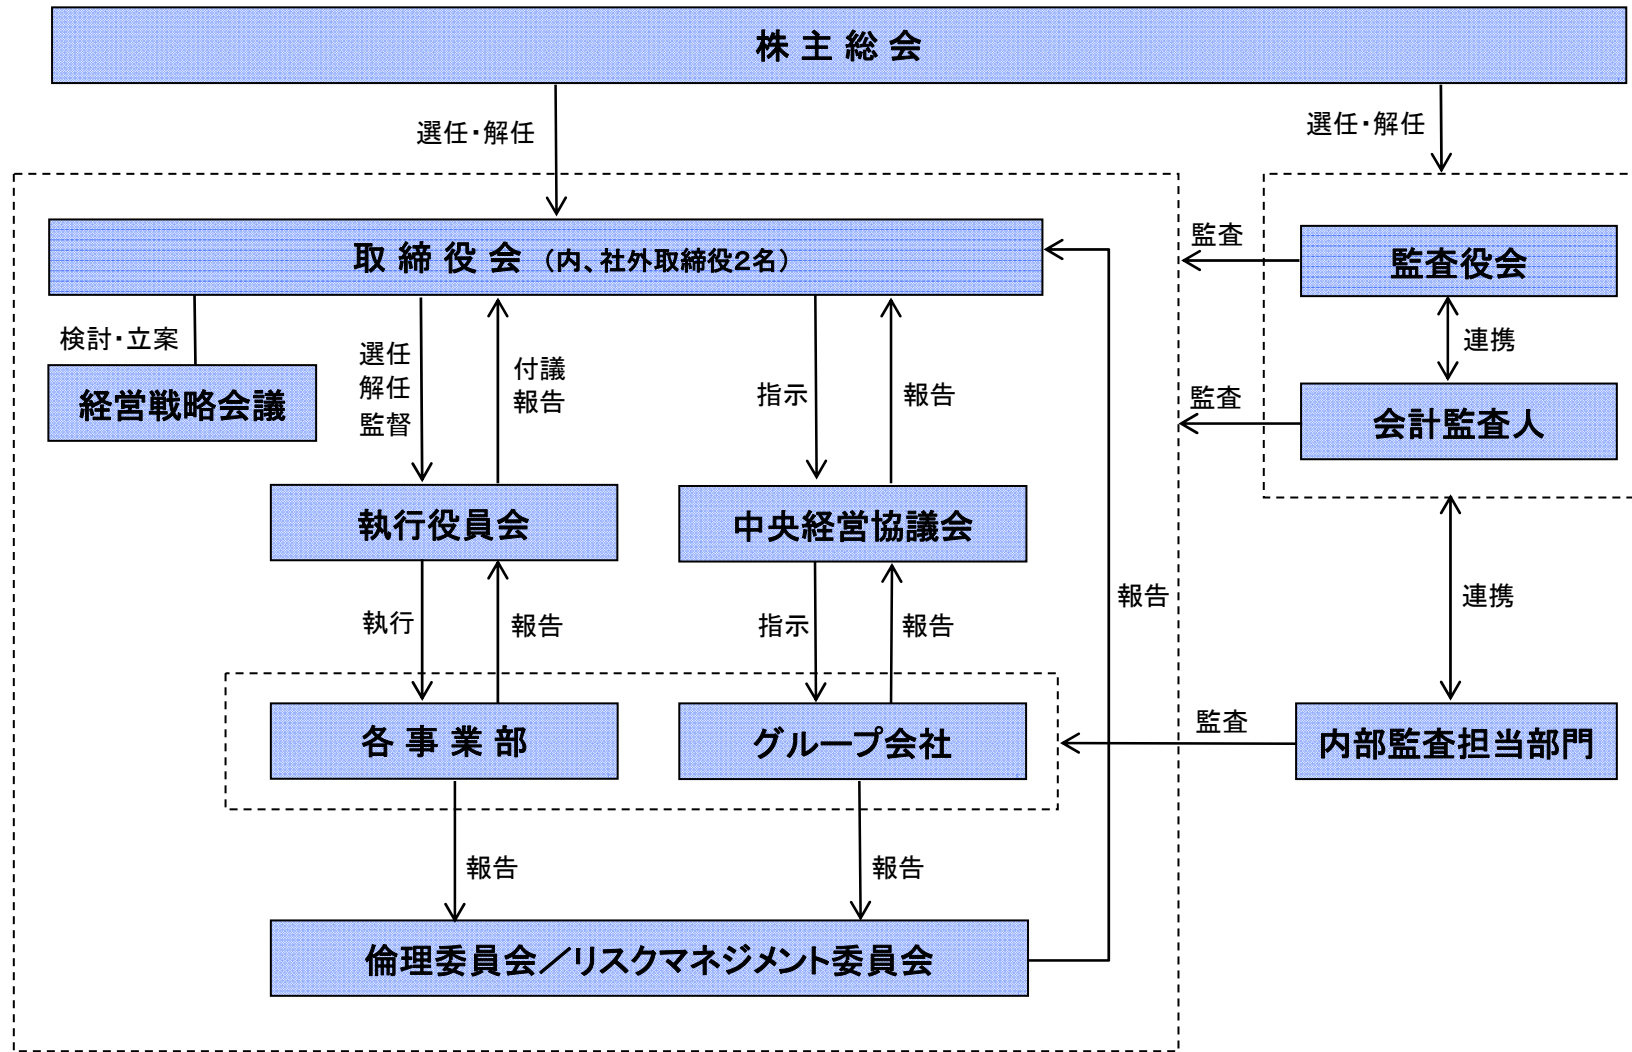 株主総会
選任・解任
選任・解任
取締役会（内、社外取締役2名）
監査
監査役会
検討・立案
選任
解任
監督
付議
報告
指示
報告
連携
経営戦略会議
監査
会計監査人
執行役員会
中央経営協議会
執行
報告
指示
報告
報告
連携
各事業部
グループ会社
監査
内部監査担当部門
報告
報告
倫理委員会／リスクマネジメント委員会